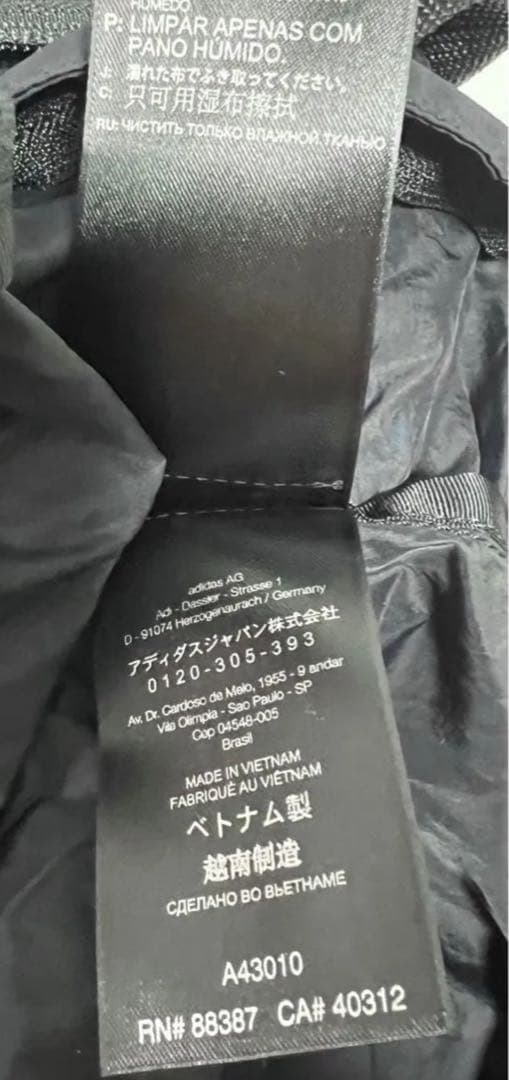 HÚMEDO
P: LIMPAR APENAS COM
PANO HÚMIDO.
J: 濡れた布でふき取ってください。
C: 只可用湿布擦拭
RU: ЧИСТИТЬ ТОЛЬКО ВЛАЖНОЙ ТКАНЬЮ
adidas AG
Adi - Dassler - Strasse 1
D - 91074 Herzogenaurach / Germany
アディダスジャパン株式会社
0120-305-393
Av. Dr. Cardoso de Melo, 1955 - 9 andar
Vila Olimpia - Sao Paulo - SP
Cep 04548-005
Brasil
MADE IN VIETNAM
FABRIQUÉ AU VIÊTNAM
ベトナム製
越南制造
СДЕЛАНО ВО ВЬЕТНАМЕ
A43010
RN# 88387 CA# 40312